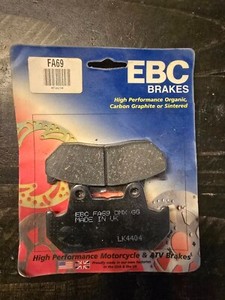 FA69
EBC
BRAKES
High Performance Organic,
Carbon Graphite or Sintered
EBC FA69
MADE IN UK
LK4404
High Performance Motorcycle & ATV Brakes